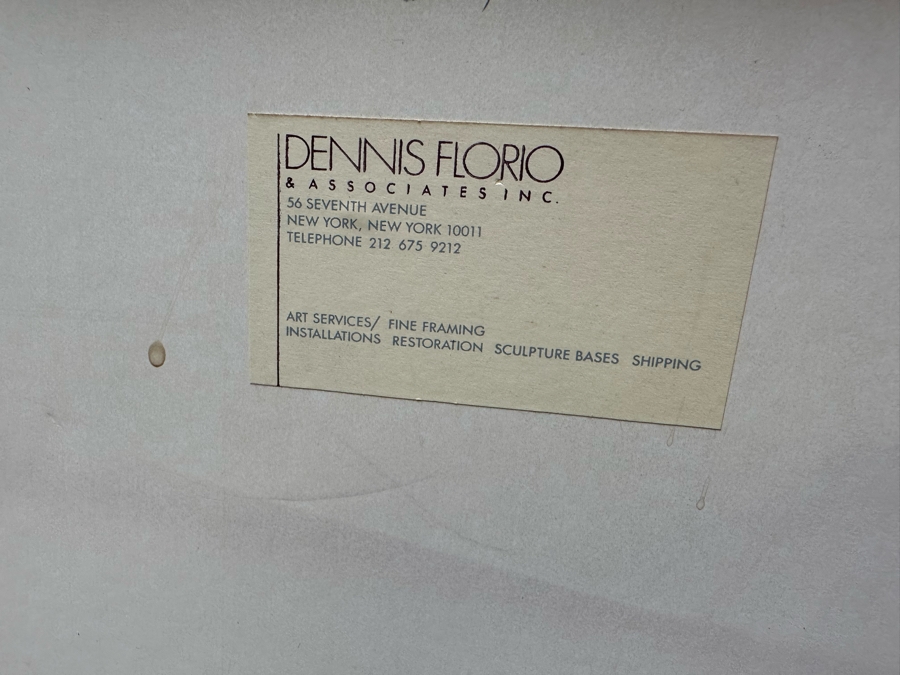 DENNIS FLORIO
& ASSOCIATES INC.
56 SEVENTH AVENUE
NEW YORK, NEW YORK 10011
TELEPHONE 212 675 9212
ART SERVICES/ FINE FRAMING
INSTALLATIONS RESTORATION SCULPTURE BASES SHIPPING